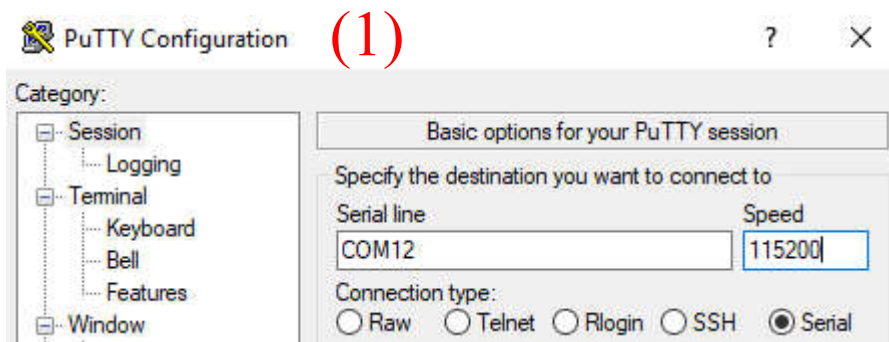 PuTTY Configuration (1) ? ×
Category:
Session
Logging
Terminal
Keyboard
Bell
Features
Window
Basic options for your PuTTY session
Specify the destination you want to connect to
Serial line Speed
COM12 115200
Connection type:
Raw Telnet Rlogin SSH Serial